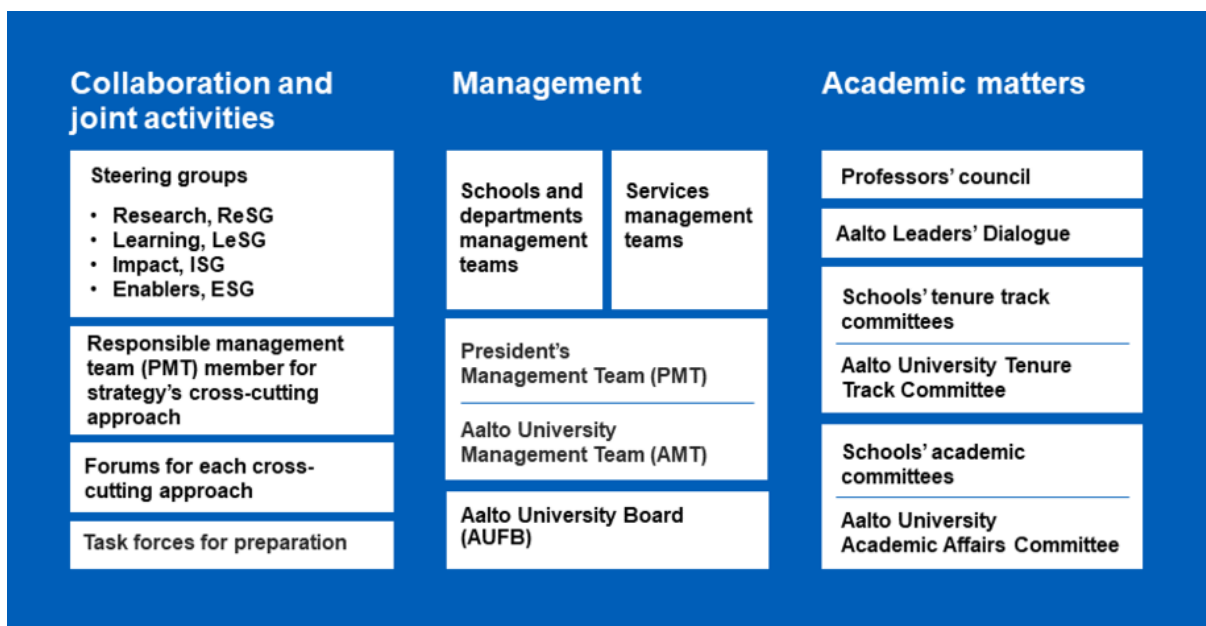 Collaboration and
joint activities
Steering groups
• Research, ReSG
• Learning, LeSG
• Impact, ISG
• Enablers, ESG
Responsible management
team (PMT) member for
strategy's cross-cutting
approach
Forums for each cross-
cutting approach
Task forces for preparation
Management
Schools and
departments
management
teams
Services
management
teams
President's
Management Team (PMT)
Aalto University
Management Team (AMT)
Aalto University Board
(AUFB)
Academic matters
Professors' council
Aalto Leaders' Dialogue
Schools' tenure track
committees
Aalto University Tenure
Track Committee
Schools' academic
committees
Aalto University
Academic Affairs Committee